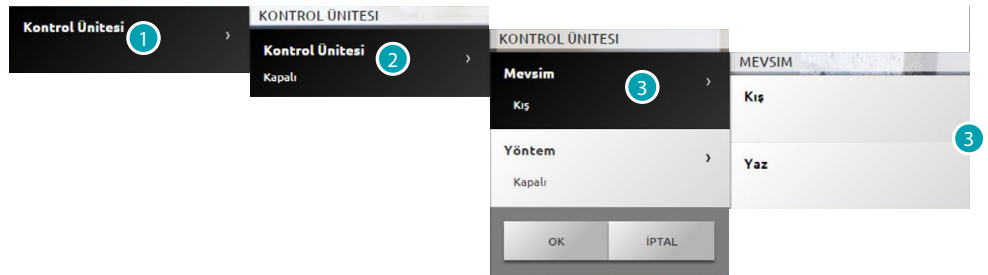 Kontrol Ünitesi
1
KONTROL ÜNITESI
Kontrol Ünitesi
2
Kapalı
KONTROL ÜNITESI
Mevsim
3
Kış
Yöntem
Kapalı
OK
İPTAL
MEVSIM
Kış
3
Yaz